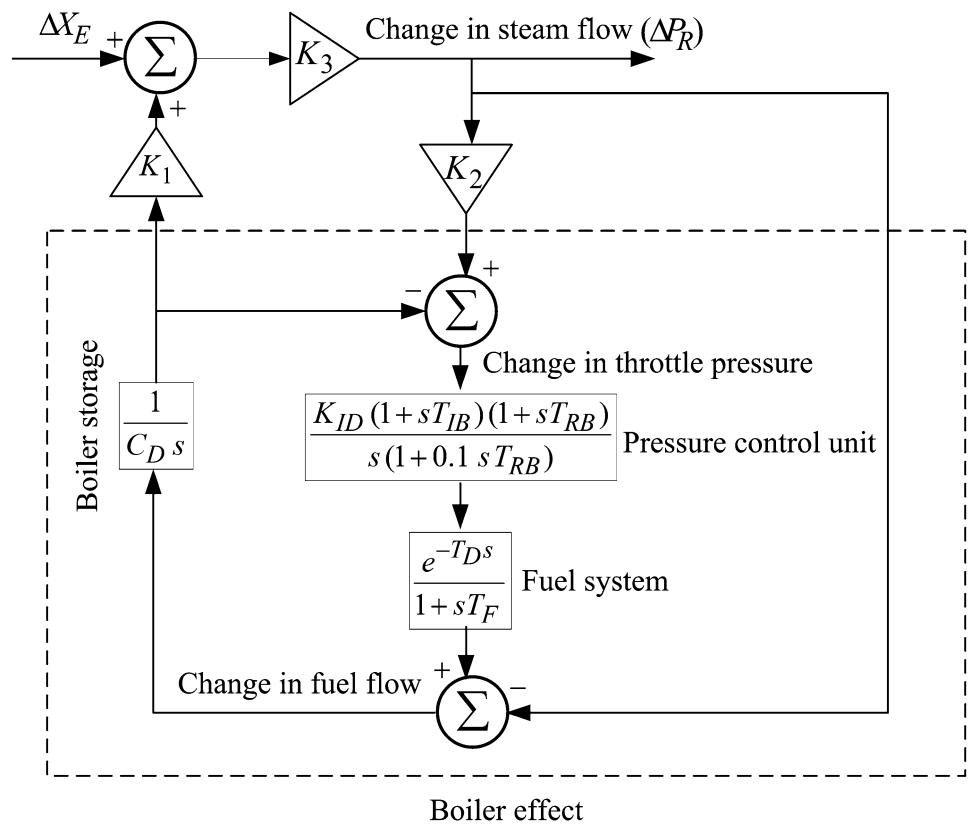 ΔX_E + Σ K_3 Change in steam flow (ΔP_R)
+
K_1
K_2
+
− Σ
Change in throttle pressure
Boiler storage
1 / C_D s
K_ID (1+sT_IB)(1+sT_RB) / s(1+0.1 sT_RB)
Pressure control unit
e^{−T_D s} / 1+sT_F
Fuel system
Change in fuel flow
+ Σ −
Boiler effect